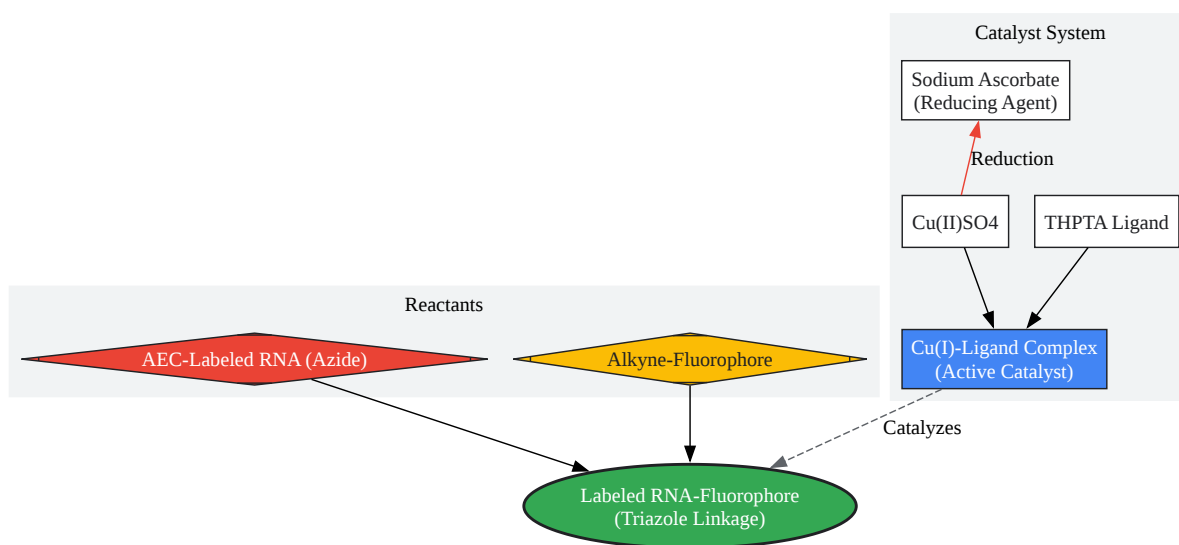 Catalyst System
Sodium Ascorbate
(Reducing Agent)
Reduction
Cu(II)SO4
THPTA Ligand
Reactants
AEC-Labeled RNA (Azide)
Alkyne-Fluorophore
Cu(I)-Ligand Complex
(Active Catalyst)
Catalyzes
Labeled RNA-Fluorophore
(Triazole Linkage)